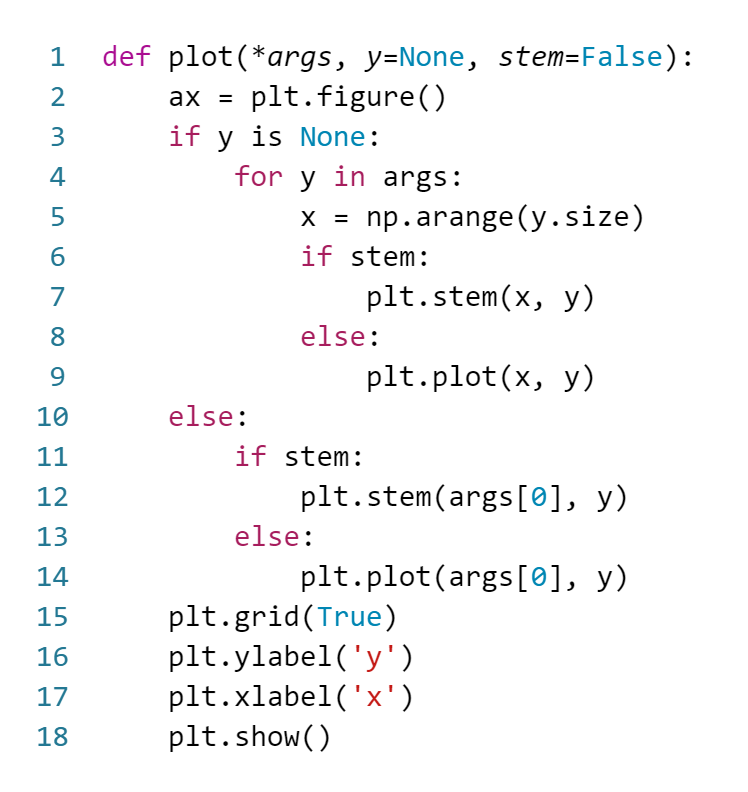 1 def plot(*args, y=None, stem=False):
2     ax = plt.figure()
3     if y is None:
4         for y in args:
5             x = np.arange(y.size)
6             if stem:
7                 plt.stem(x, y)
8             else:
9                 plt.plot(x, y)
10     else:
11         if stem:
12             plt.stem(args[0], y)
13         else:
14             plt.plot(args[0], y)
15     plt.grid(True)
16     plt.ylabel('y')
17     plt.xlabel('x')
18     plt.show()